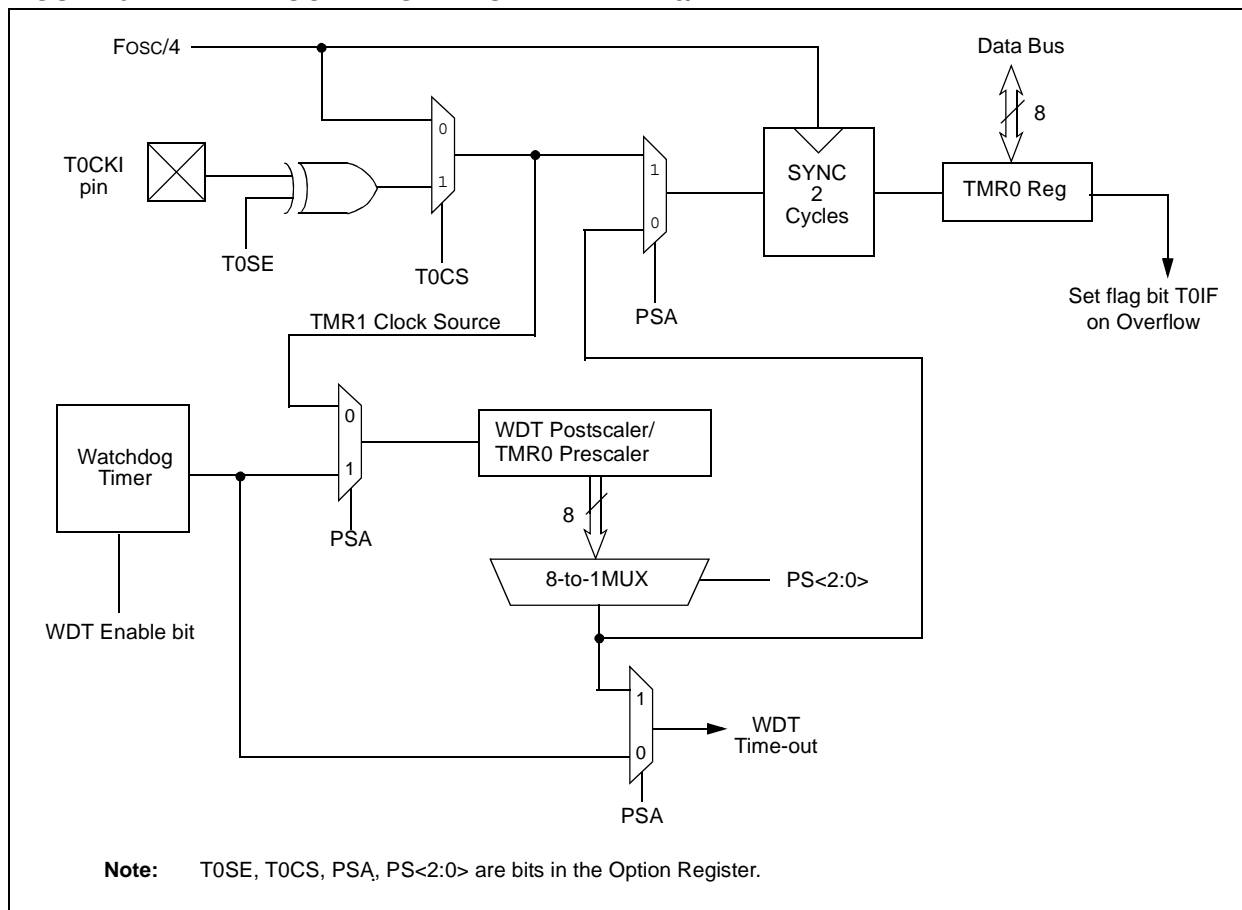 FOSC/4
Data Bus
8
T0CKI
pin
0
1
T0SE
T0CS
1
0
PSA
SYNC
2
Cycles
TMR0 Reg
Set flag bit T0IF
on Overflow
TMR1 Clock Source
Watchdog
Timer
0
1
PSA
WDT Postscaler/
TMR0 Prescaler
8
8-to-1MUX
PS<2:0>
WDT Enable bit
1
0
WDT
Time-out
PSA
Note: T0SE, T0CS, PSA, PS<2:0> are bits in the Option Register.